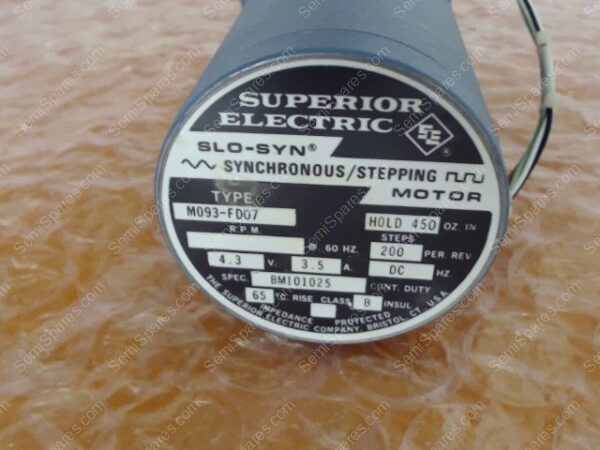 SUPERIOR
ELECTRIC
SLO-SYN®
SYNCHRONOUS/STEPPING
MOTOR
TYPE
M093-FD07
HOLD 450 OZ. IN
R.P.M.
STEPS
@ 60 HZ. 200 PER REV
4.3 V. 3.5 A. DC HZ
SPEC. BM101025 CONT. DUTY
65 °C RISE CLASS B INSUL
IMPEDANCE PROTECTED
THE SUPERIOR ELECTRIC COMPANY, BRISTOL CT. U.S.A.
SemiSpares.com